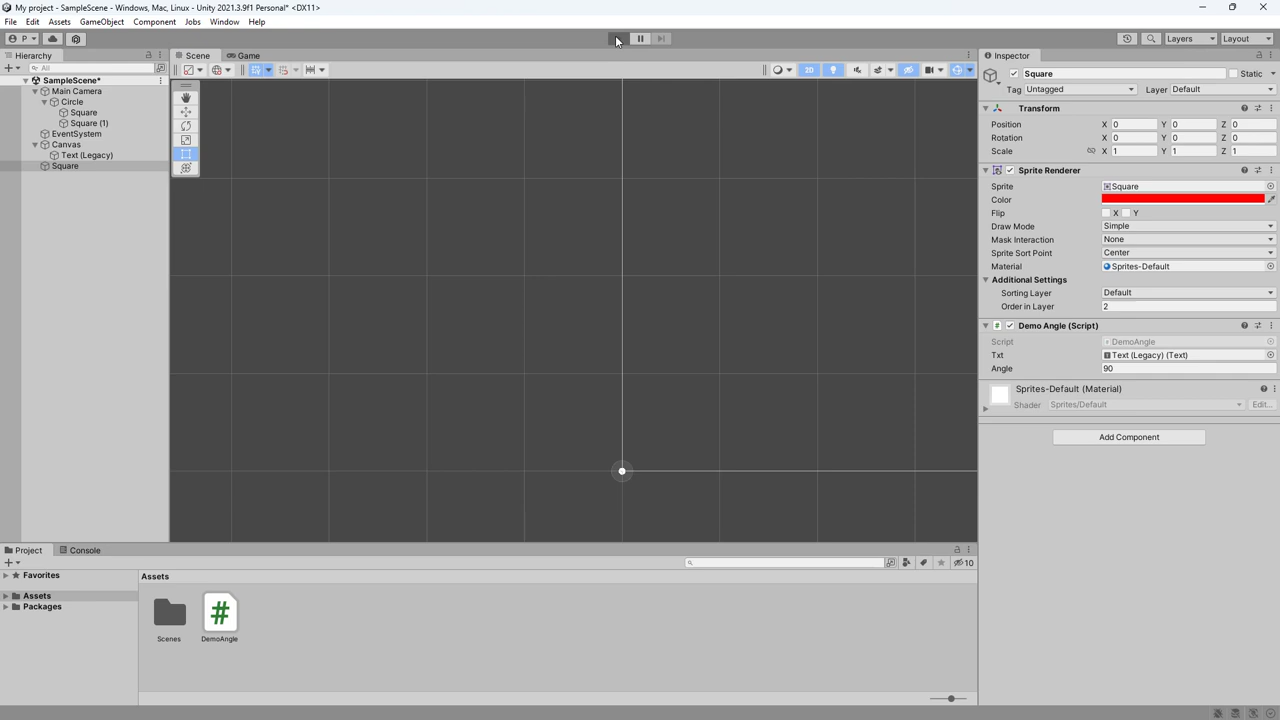 My project - SampleScene - Windows, Mac, Linux - Unity 2021.3.9f1 Personal* <DX11>
File Edit Assets GameObject Component Jobs Window Help
P Layers Layout
Hierarchy
All
SampleScene*
Main Camera
Circle
Square
Square (1)
EventSystem
Canvas
Text (Legacy)
Square
Scene Game
2D
Inspector
Square Static
Tag Untagged Layer Default
Transform
Position X 0 Y 0 Z 0
Rotation X 0 Y 0 Z 0
Scale X 1 Y 1 Z 1
Sprite Renderer
Sprite Square
Color
Flip X Y
Draw Mode Simple
Mask Interaction None
Sprite Sort Point Center
Material Sprites-Default
Additional Settings
Sorting Layer Default
Order in Layer 2
Demo Angle (Script)
Script DemoAngle
Txt Text (Legacy) (Text)
Angle 90
Sprites-Default (Material)
Shader Sprites/Default Edit...
Add Component
Project Console
10
Favorites
Assets
Packages
Assets
#
Scenes DemoAngle